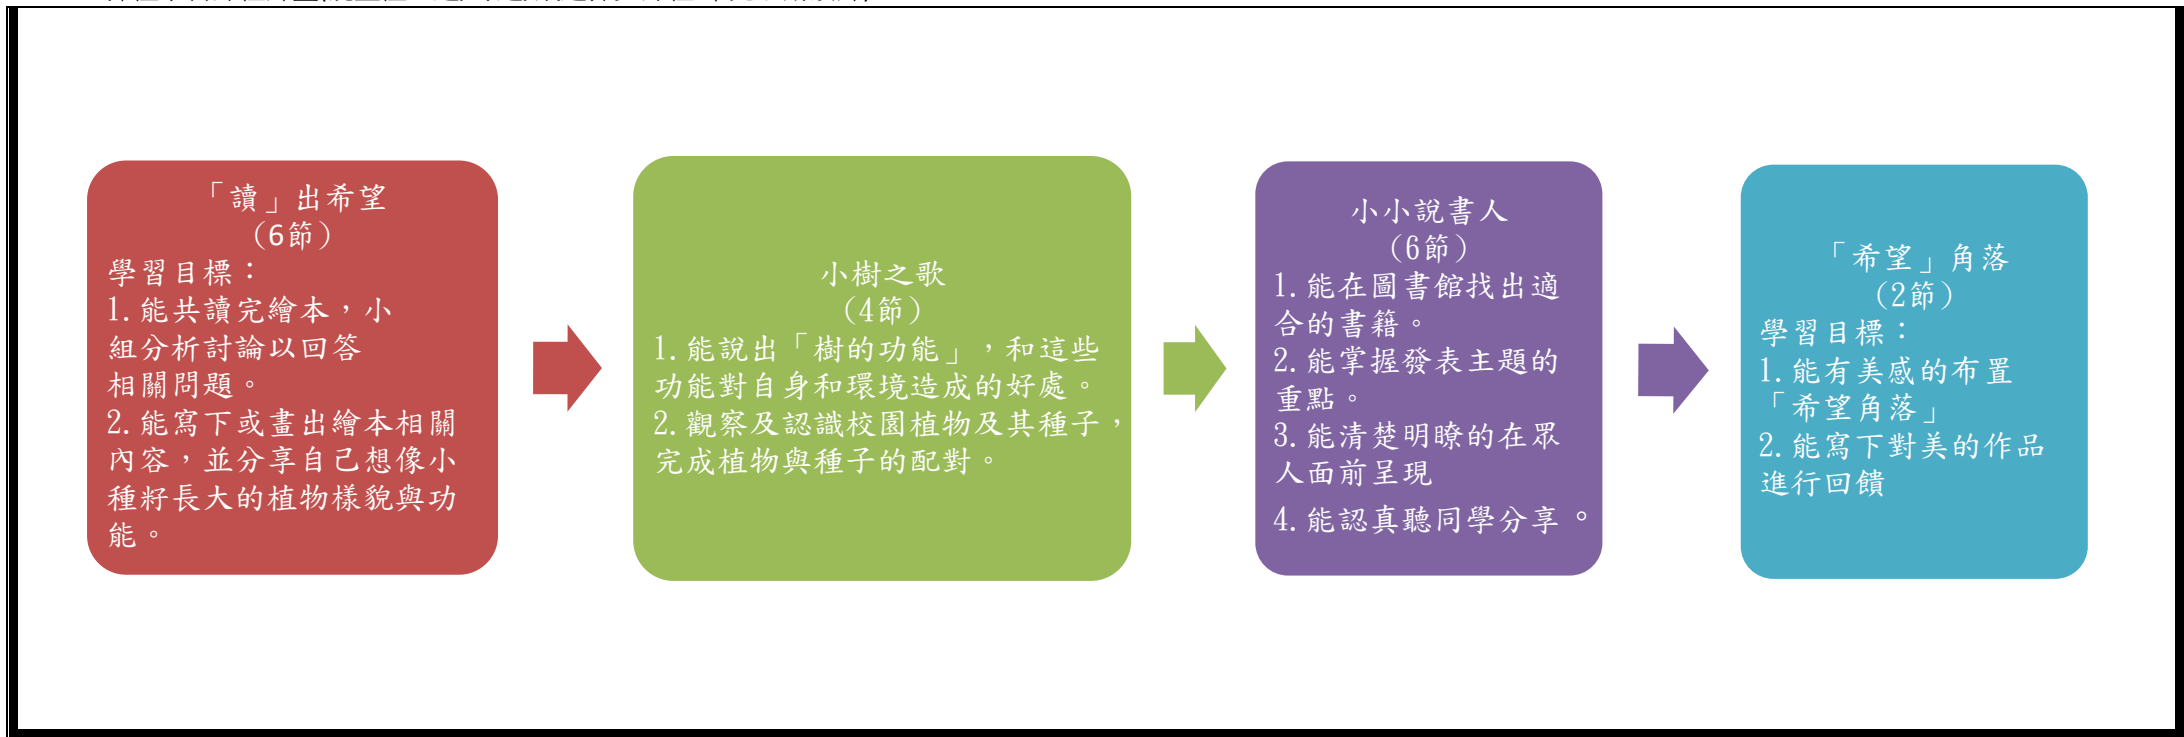 「讀」出希望
（6節）
學習目標：
1.能共讀完繪本，小
組分析討論以回答
相關問題。
2.能寫下或畫出繪本相關
內容，並分享自己想像小
種籽長大的植物樣貌與功
能。
小樹之歌
（4節）
1.能說出「樹的功能」，和這些
功能對自身和環境造成的好處。
2.觀察及認識校園植物及其種子，
完成植物與種子的配對。
小小說書人
（6節）
1.能在圖書館找出適
合的書籍。
2.能掌握發表主題的
重點。
3.能清楚明瞭的在眾
人面前呈現
4.能認真聽同學分享。
「希望」角落
（2節）
學習目標：
1.能有美感的布置
「希望角落」
2.能寫下對美的作品
進行回饋